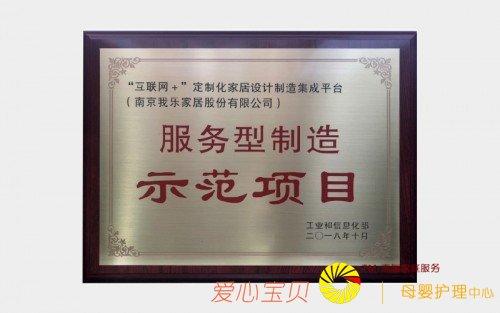 “互联网+”定制化家居设计制造集成平台
(南京我乐家居股份有限公司)
服务型制造
示范项目
工业和信息化部
二〇一八年十月
服务
爱心宝贝
母婴护理中心